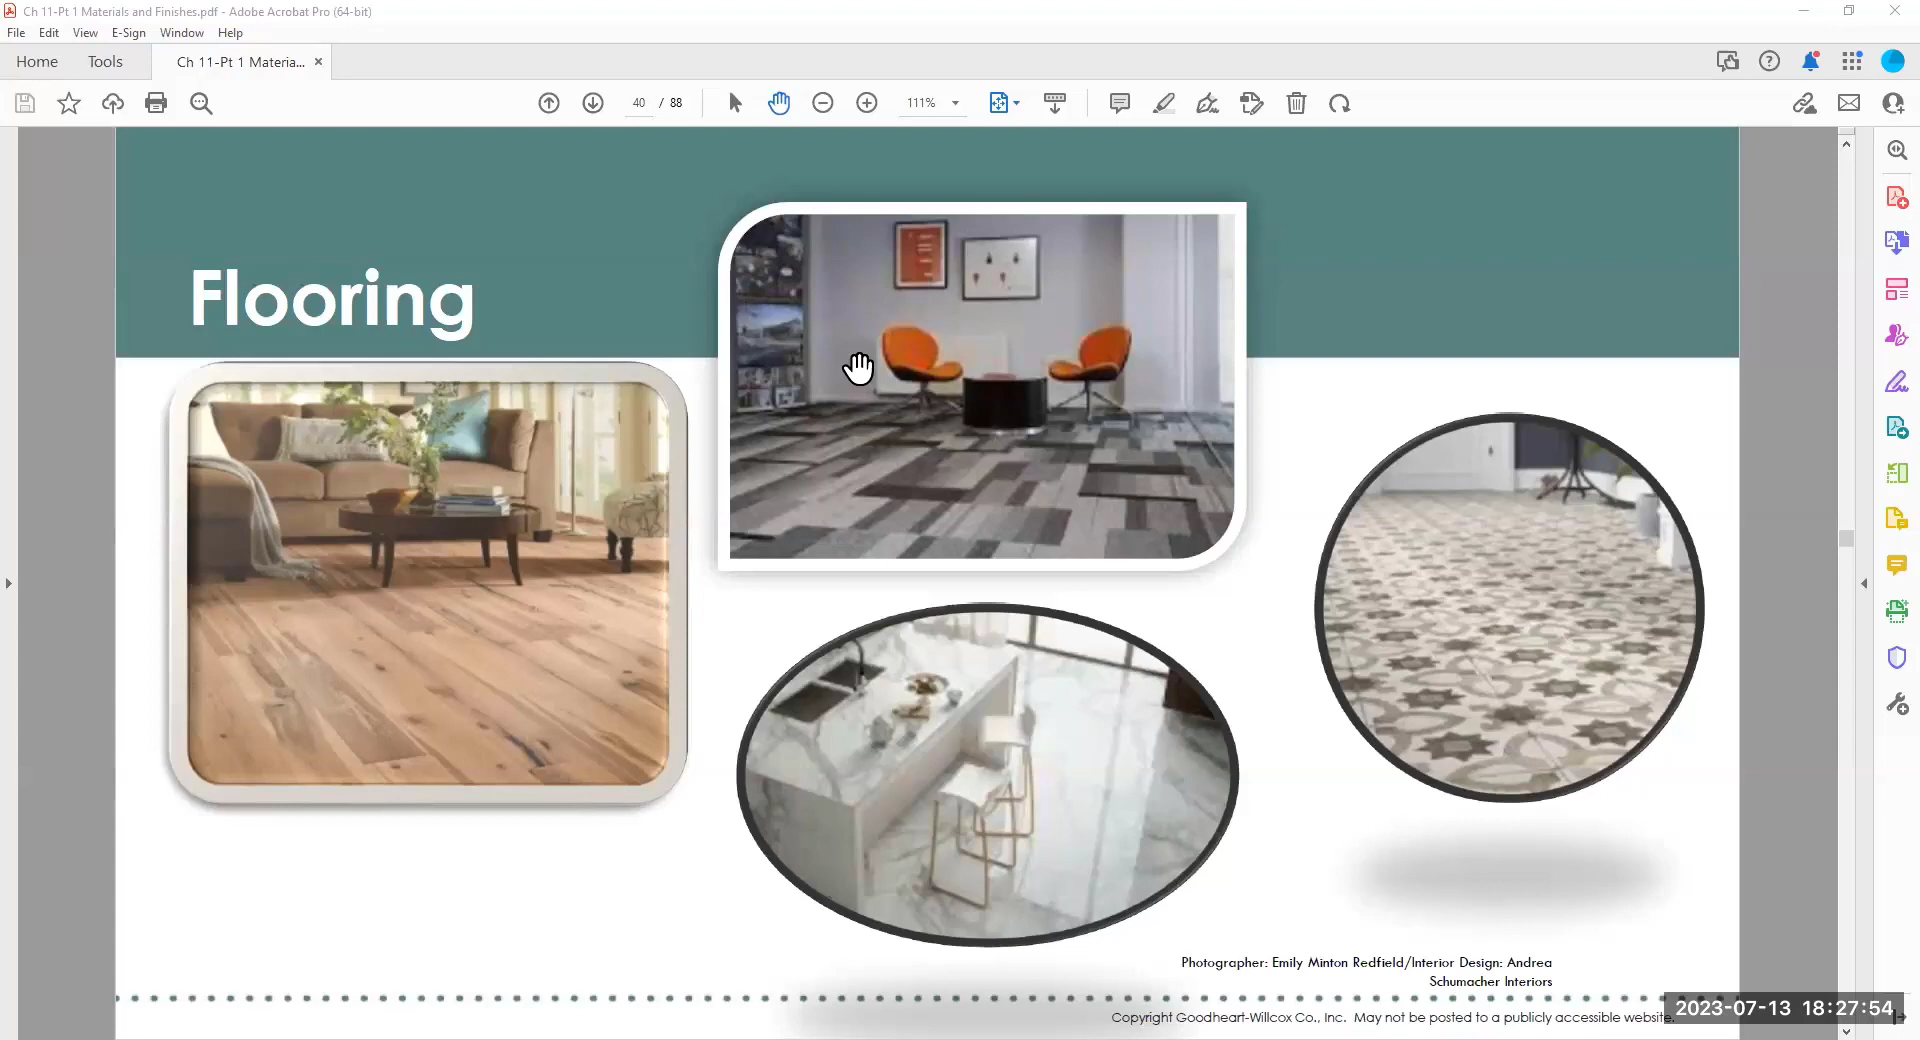 Ch 11-Pt 1 Materials and Finishes.pdf - Adobe Acrobat Pro (64-bit)
File Edit View E-Sign Window Help
Home Tools Ch 11-Pt 1 Materia... ×
40 / 88 111%
Flooring
Photographer: Emily Minton Redfield/Interior Design: Andrea
Schumacher Interiors
Copyright Goodheart-Willcox Co., Inc. May not be posted to a publicly accessible website.
2023-07-13 18:27:54